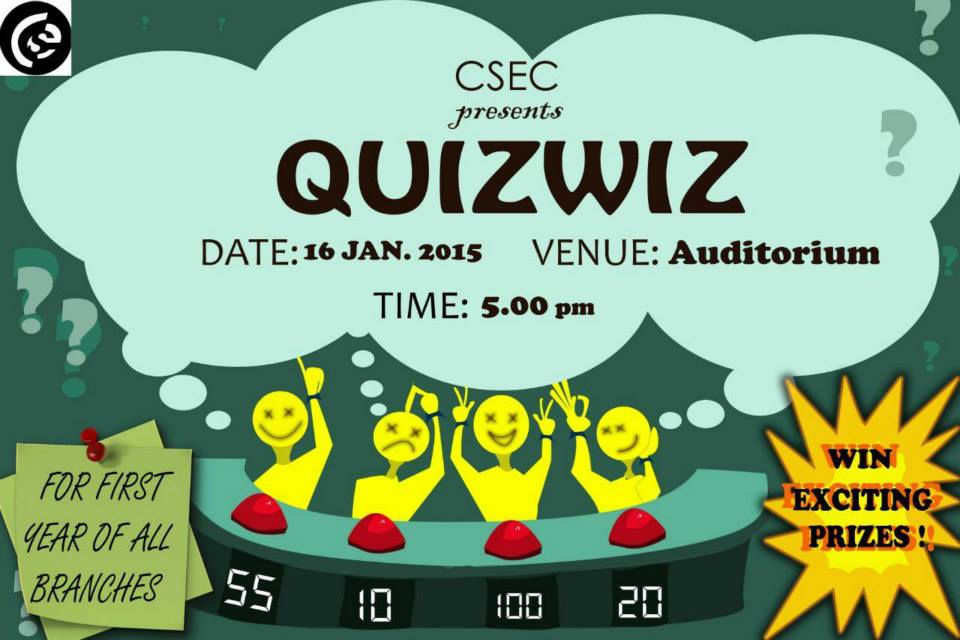 cse
CSEC
presents
QUIZWIZ
DATE: 16 JAN. 2015 VENUE: Auditorium
TIME: 5.00 pm
FOR FIRST
YEAR OF ALL
BRANCHES
WIN
EXCITING
PRIZES !
55 10 100 20